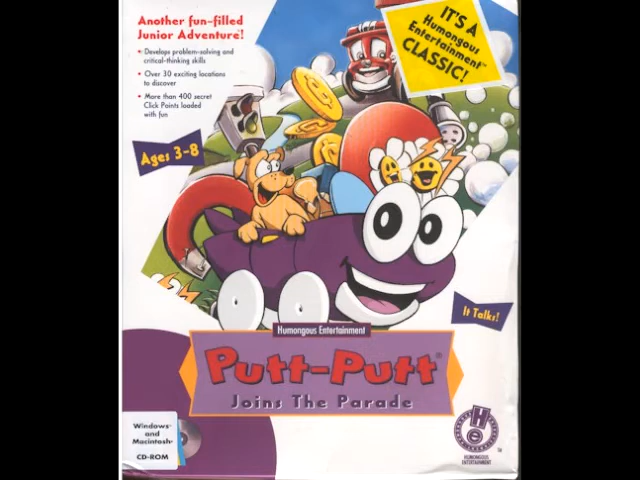 Another fun-filled
Junior Adventure!
• Develops problem-solving and
critical-thinking skills
• Over 30 exciting locations
to discover
• More than 400 secret
Click Points loaded
with fun
IT'S A
Humongous
Entertainment™
CLASSIC!
Ages 3-8
It Talks!
Humongous Entertainment
Putt-Putt®
Joins The Parade
Windows™
and
Macintosh®
CD-ROM
H
e
HUMONGOUS
ENTERTAINMENT